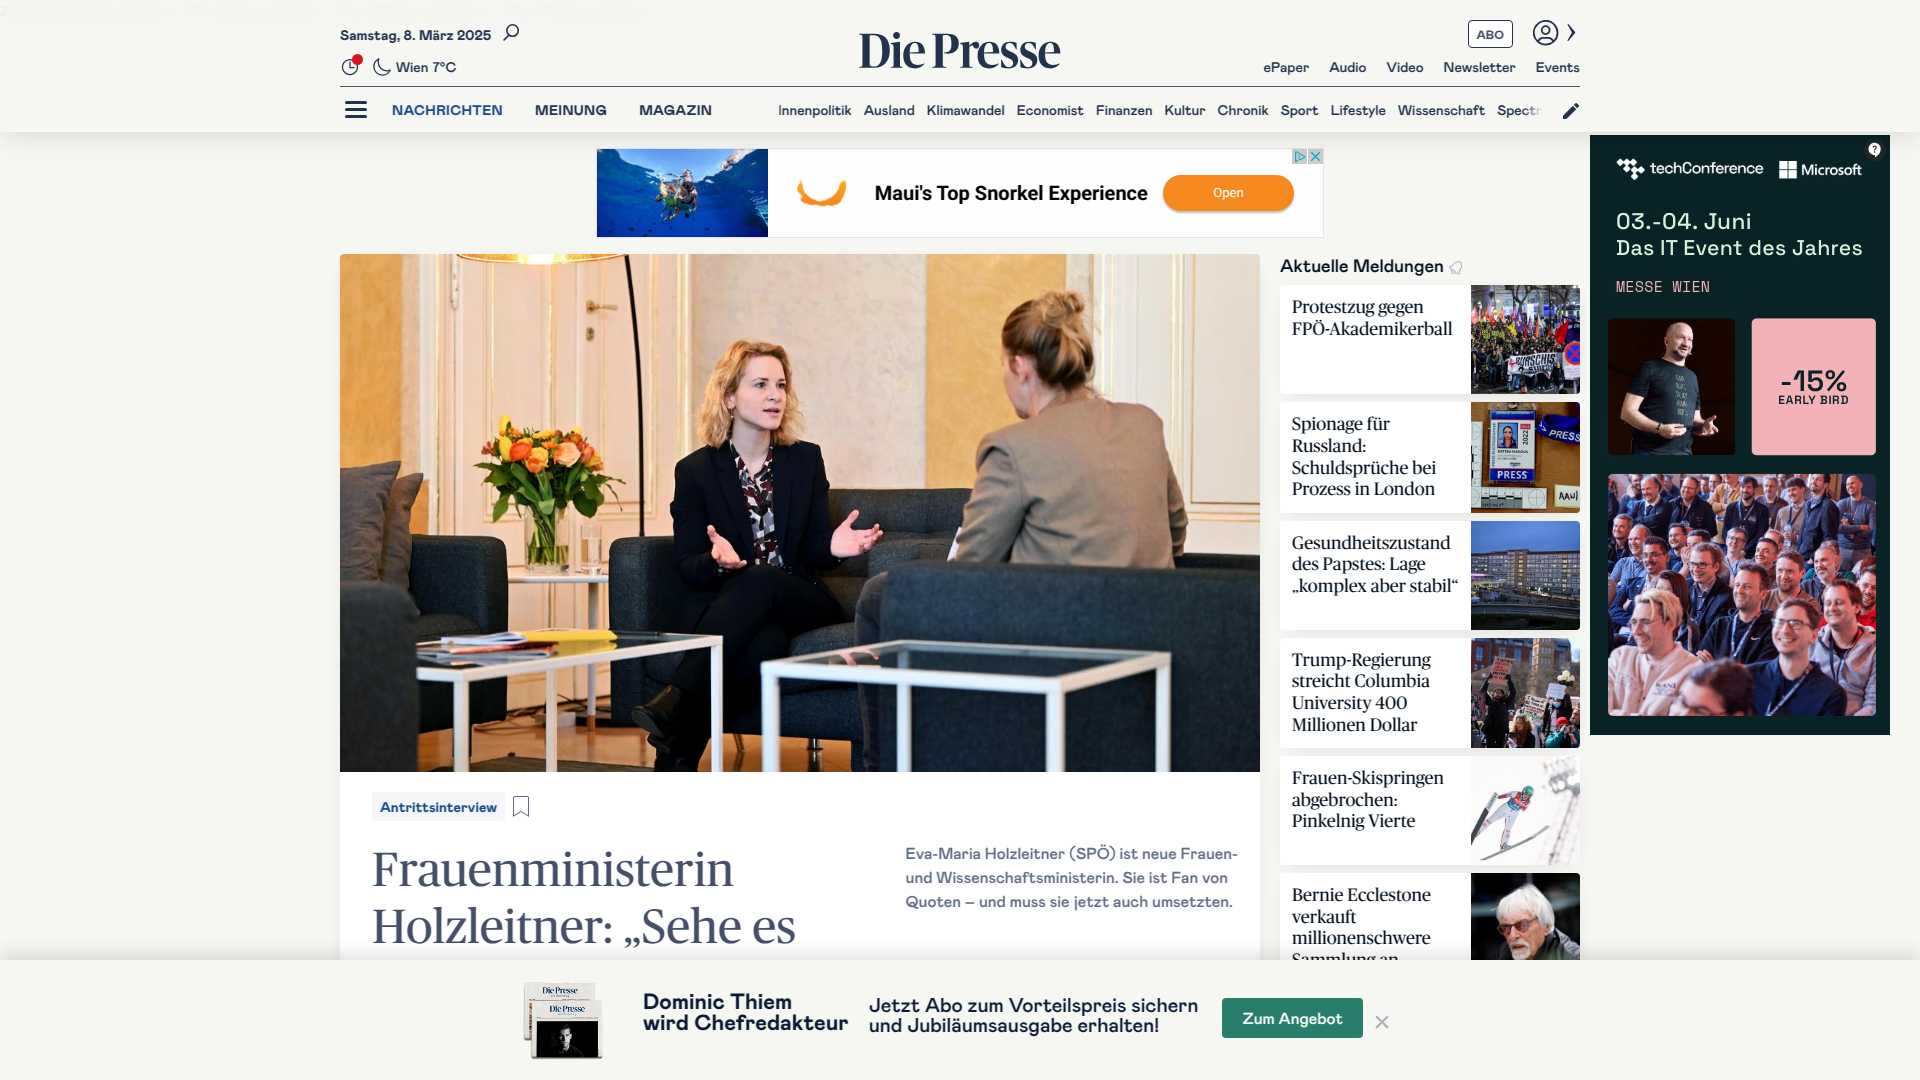 Samstag, 8. März 2025
Wien 7°C
Die Presse
ABO
ePaper Audio Video Newsletter Events
NACHRICHTEN MEINUNG MAGAZIN
Innenpolitik Ausland Klimawandel Economist Finanzen Kultur Chronik Sport Lifestyle Wissenschaft Spectr
Maui's Top Snorkel Experience
Open
techConference Microsoft
03.-04. Juni
Das IT Event des Jahres
MESSE WIEN
-15%
EARLY BIRD
Antrittsinterview
Frauenministerin
Holzleitner: „Sehe es
Eva-Maria Holzleitner (SPÖ) ist neue Frauen-
und Wissenschaftsministerin. Sie ist Fan von
Quoten – und muss sie jetzt auch umsetzten.
Aktuelle Meldungen
Protestzug gegen
FPÖ-Akademikerball
BURSCHIS
Spionage für
Russland:
Schuldsprüche bei
Prozess in London
2022
PRESS
PRESS
AAW/
Gesundheitszustand
des Papstes: Lage
„komplex aber stabil“
Trump-Regierung
streicht Columbia
University 400
Millionen Dollar
Frauen-Skispringen
abgebrochen:
Pinkelnig Vierte
Bernie Ecclestone
verkauft
millionenschwere
Sammlung an
Die Presse
Die Presse
Dominic Thiem
wird Chefredakteur
Jetzt Abo zum Vorteilspreis sichern
und Jubiläumsausgabe erhalten!
Zum Angebot